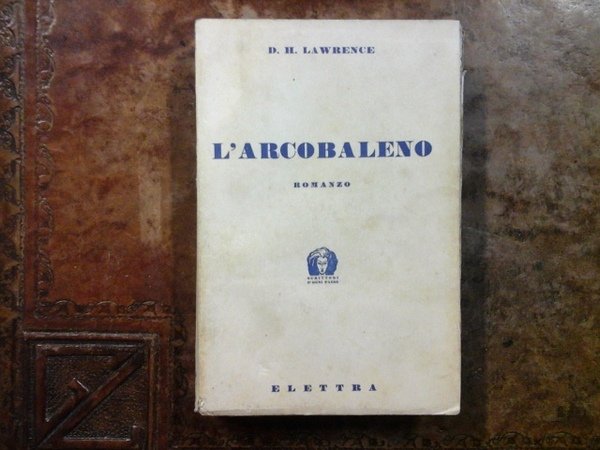 D. H. LAWRENCE
L'ARCOBALENO
ROMANZO
SCRITTORI
D'OGNI PAESE
ELETTRA